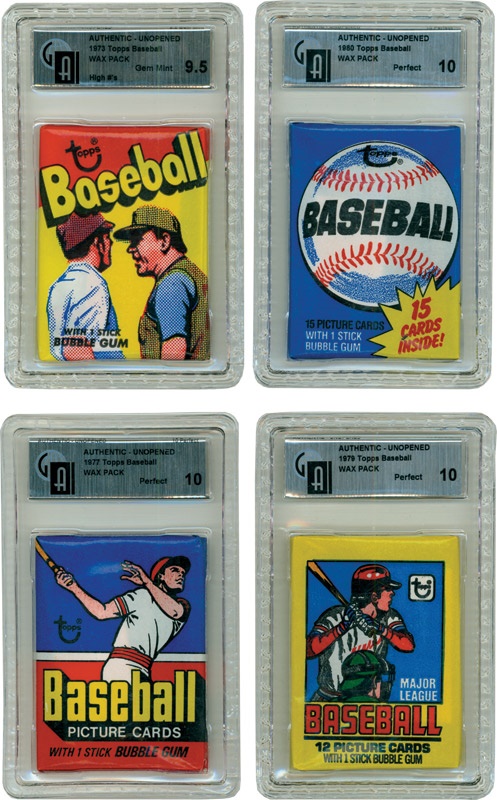 AUTHENTIC - UNOPENED
1973 Topps Baseball
WAX PACK
Gem Mint 9.5
High #'s
GAI
Topps
Baseball
WITH 1 STICK
BUBBLE GUM
AUTHENTIC - UNOPENED
1980 Topps Baseball
WAX PACK
Perfect 10
GAI
Topps
BASEBALL
15 PICTURE CARDS
WITH 1 STICK
BUBBLE GUM
15
CARDS
INSIDE!
AUTHENTIC - UNOPENED
1977 Topps Baseball
WAX PACK
Perfect 10
GAI
Topps
Baseball
PICTURE CARDS
WITH 1 STICK BUBBLE GUM
AUTHENTIC - UNOPENED
1979 Topps Baseball
WAX PACK
Perfect 10
GAI
Topps
MAJOR
LEAGUE
BASEBALL
12 PICTURE CARDS
WITH 1 STICK BUBBLE GUM